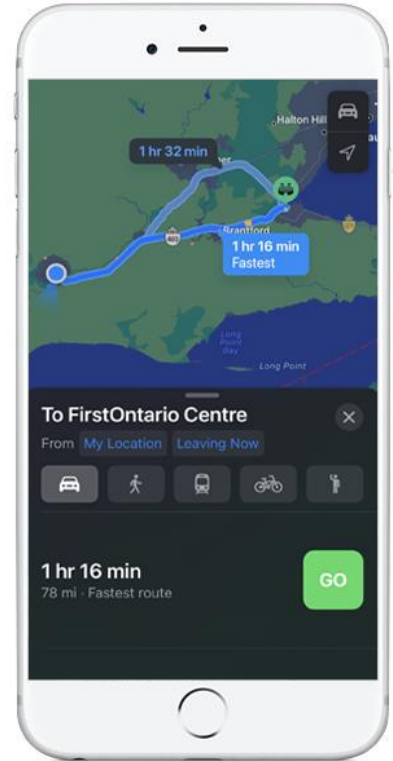 Halton Hill
1 hr 32 min
Brantford
403
1 hr 16 min
Fastest
Long
Point
Bay
Long Point
To FirstOntario Centre
From My Location Leaving Now
1 hr 16 min
78 mi · Fastest route
GO